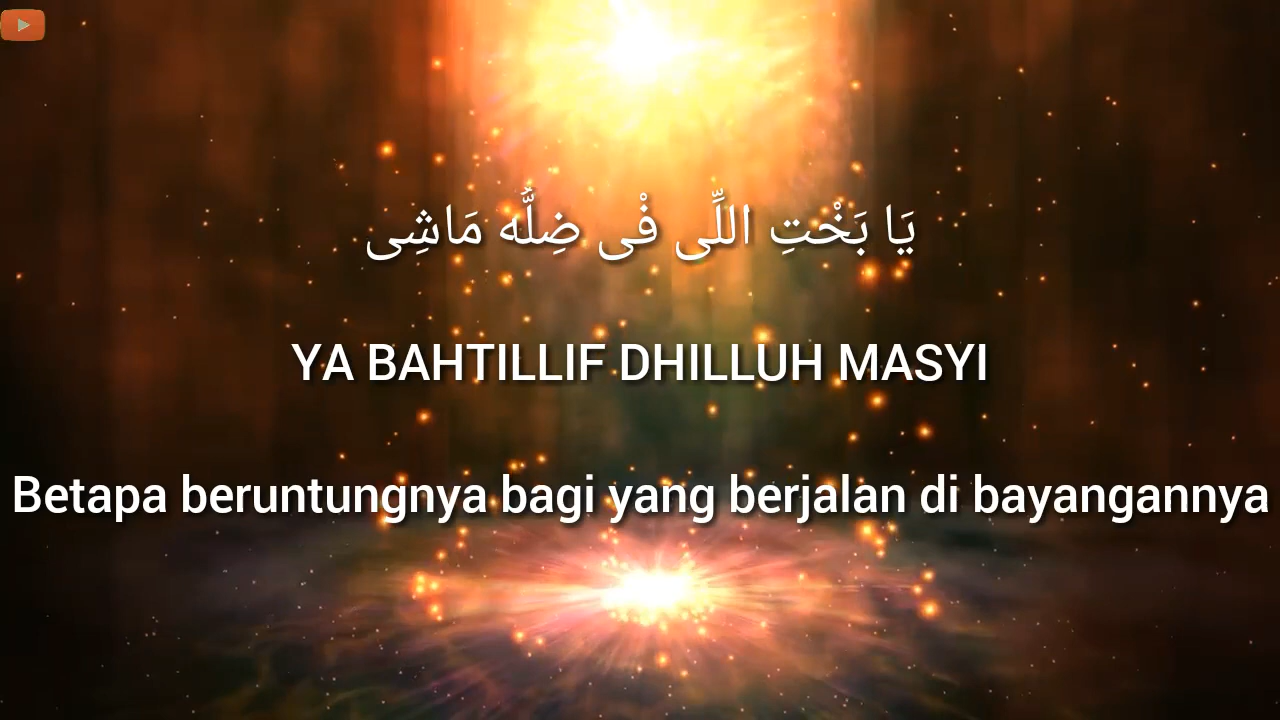 يَا بَخْتِ اللِّى فْى ضِلُّه مَاشِى
YA BAHTILLIF DHILLUH MASYI
Betapa beruntungnya bagi yang berjalan di bayangannya